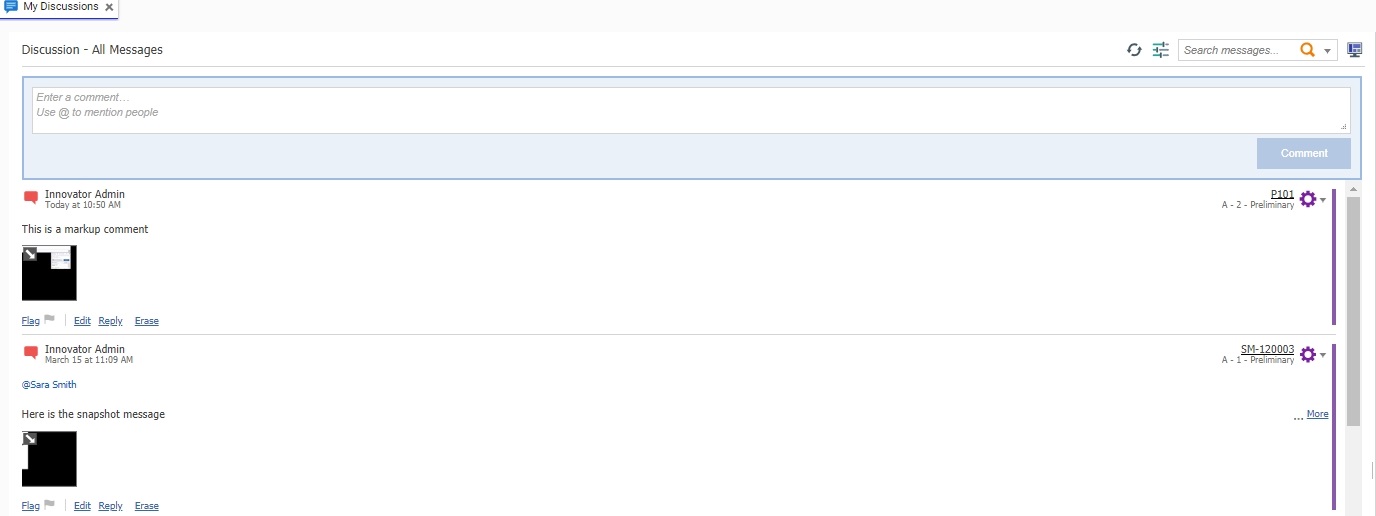 My Discussions
Discussion - All Messages
Search messages...
Enter a comment…
Use @ to mention people
Comment
Innovator Admin
Today at 10:50 AM
P101
A - 2 - Preliminary
This is a markup comment
Flag Edit Reply Erase
Innovator Admin
March 15 at 11:09 AM
SM-120003
A - 1 - Preliminary
@Sara Smith
Here is the snapshot message
... More
Flag Edit Reply Erase